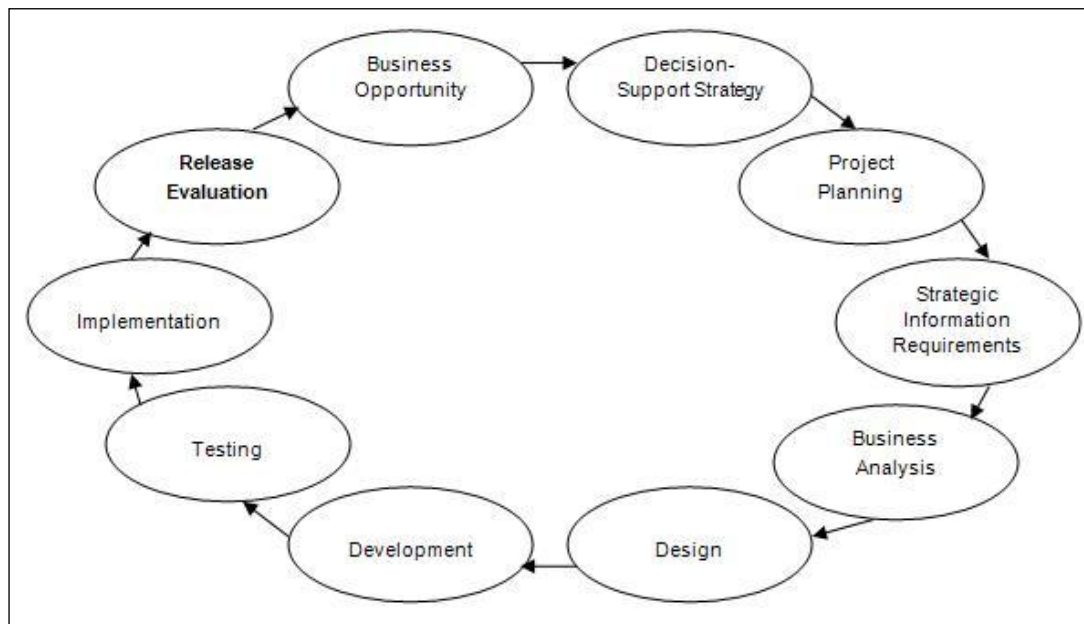 Business
Opportunity
Decision-
Support Strategy
Project
Planning
Strategic
Information
Requirements
Business
Analysis
Design
Development
Testing
Implementation
Release
Evaluation